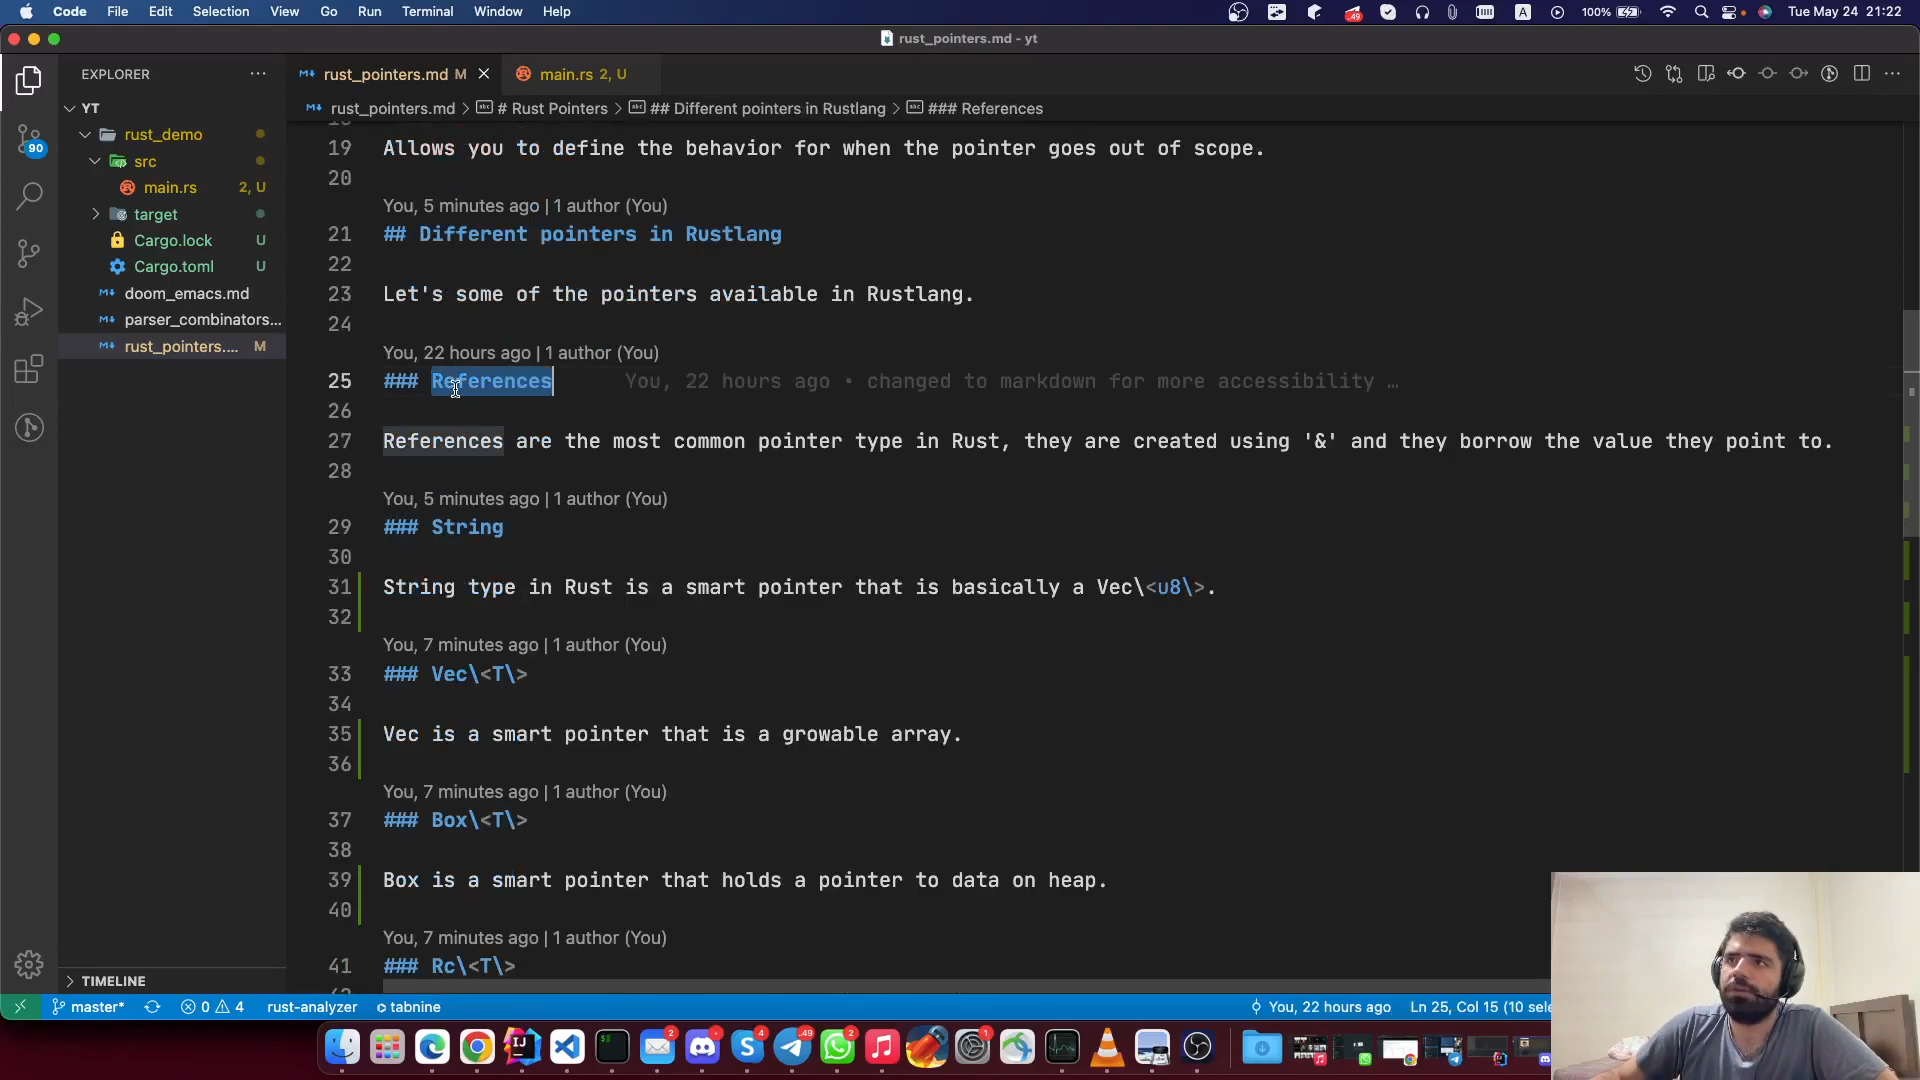 Code File Edit Selection View Go Run Terminal Window Help
.49
A
100%
Tue May 24 21:22
rust_pointers.md - yt
EXPLORER
rust_pointers.md M
main.rs 2, U
rust_pointers.md > # Rust Pointers > ## Different pointers in Rustlang > ### References
YT
rust_demo
src
main.rs 2, U
target
Cargo.lock U
Cargo.toml U
doom_emacs.md
parser_combinators...
rust_pointers.... M
90
19 Allows you to define the behavior for when the pointer goes out of scope.
20
You, 5 minutes ago | 1 author (You)
21 ## Different pointers in Rustlang
22
23 Let's some of the pointers available in Rustlang.
24
You, 22 hours ago | 1 author (You)
25 ### References You, 22 hours ago • changed to markdown for more accessibility …
26
27 References are the most common pointer type in Rust, they are created using '&' and they borrow the value they point to.
28
You, 5 minutes ago | 1 author (You)
29 ### String
30
31 String type in Rust is a smart pointer that is basically a Vec\<u8\>.
32
You, 7 minutes ago | 1 author (You)
33 ### Vec\<T\>
34
35 Vec is a smart pointer that is a growable array.
36
You, 7 minutes ago | 1 author (You)
37 ### Box\<T\>
38
39 Box is a smart pointer that holds a pointer to data on heap.
40
You, 7 minutes ago | 1 author (You)
41 ### Rc\<T\>
TIMELINE
master* 0 4 rust-analyzer tabnine
You, 22 hours ago Ln 25, Col 15 (10 sele
2 4 .49 2 1